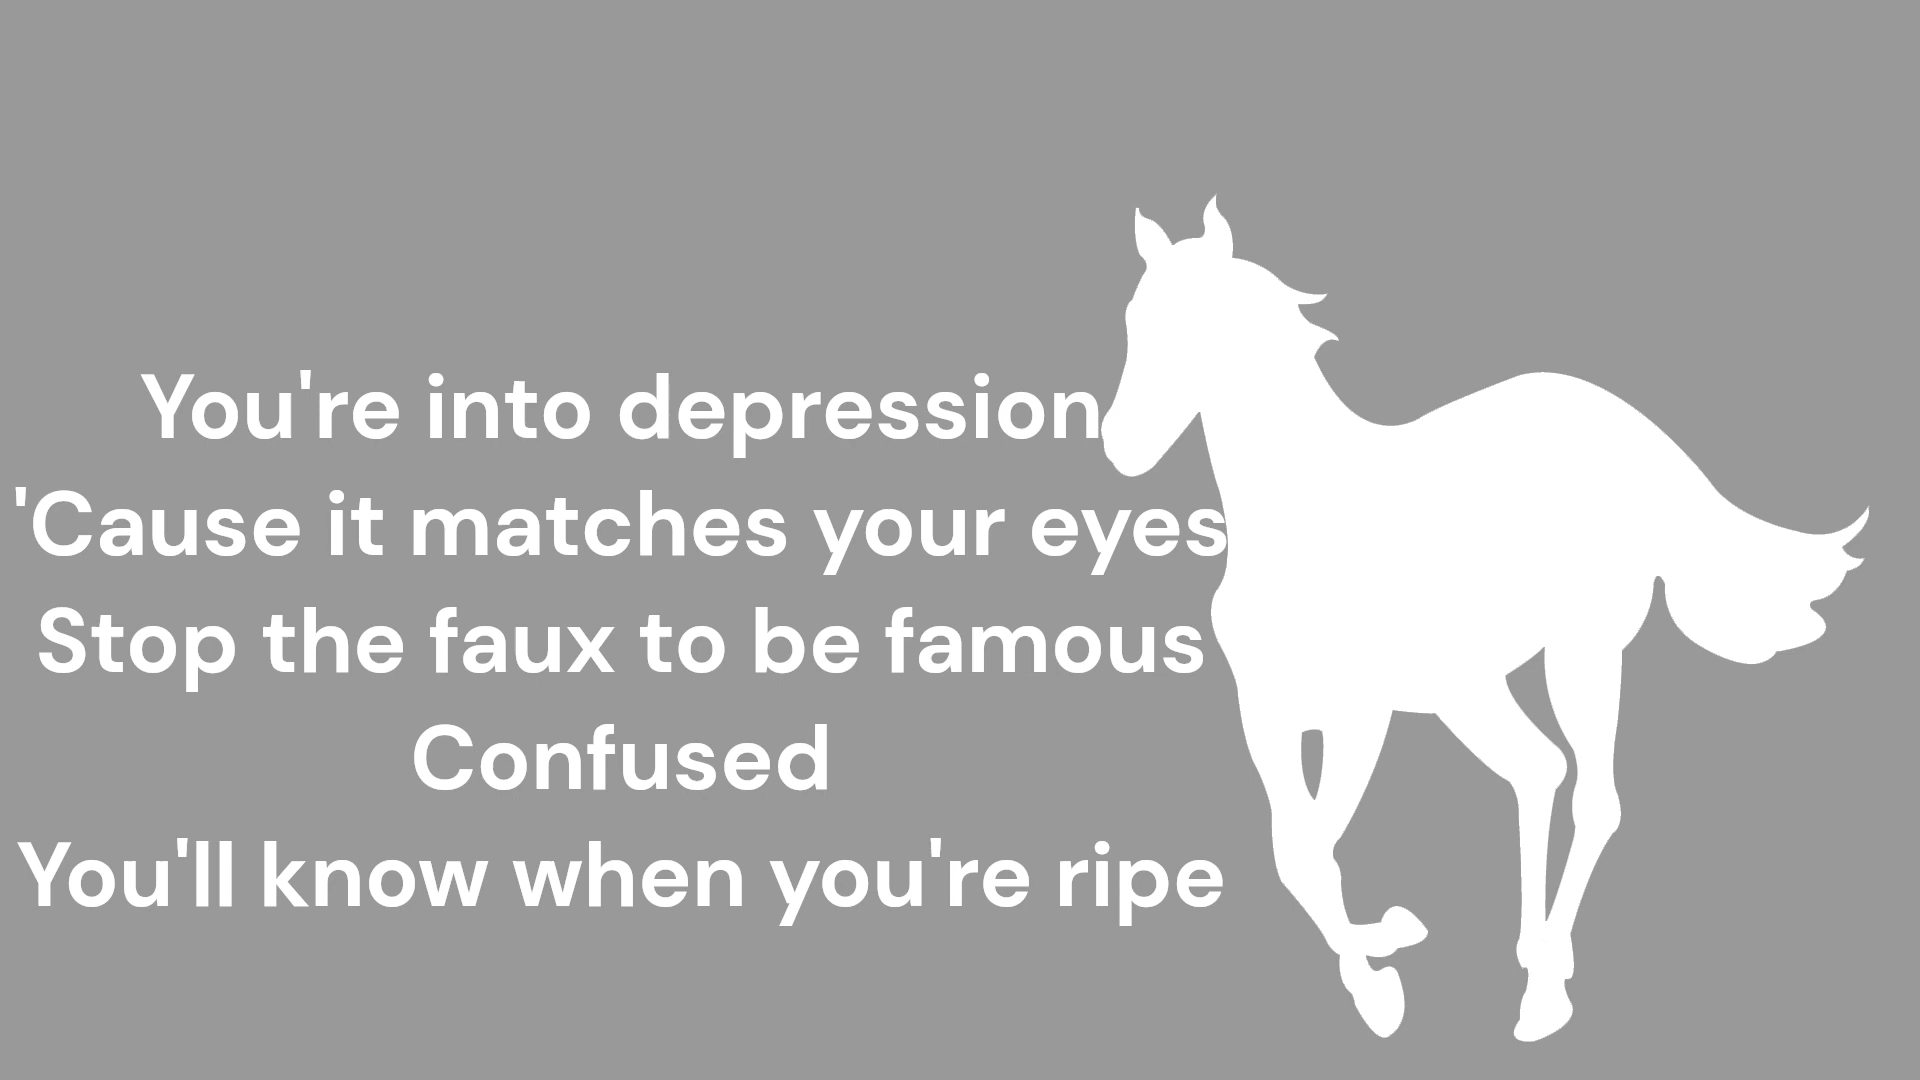 You're into depression
'Cause it matches your eyes
Stop the faux to be famous
Confused
You'll know when you're ripe